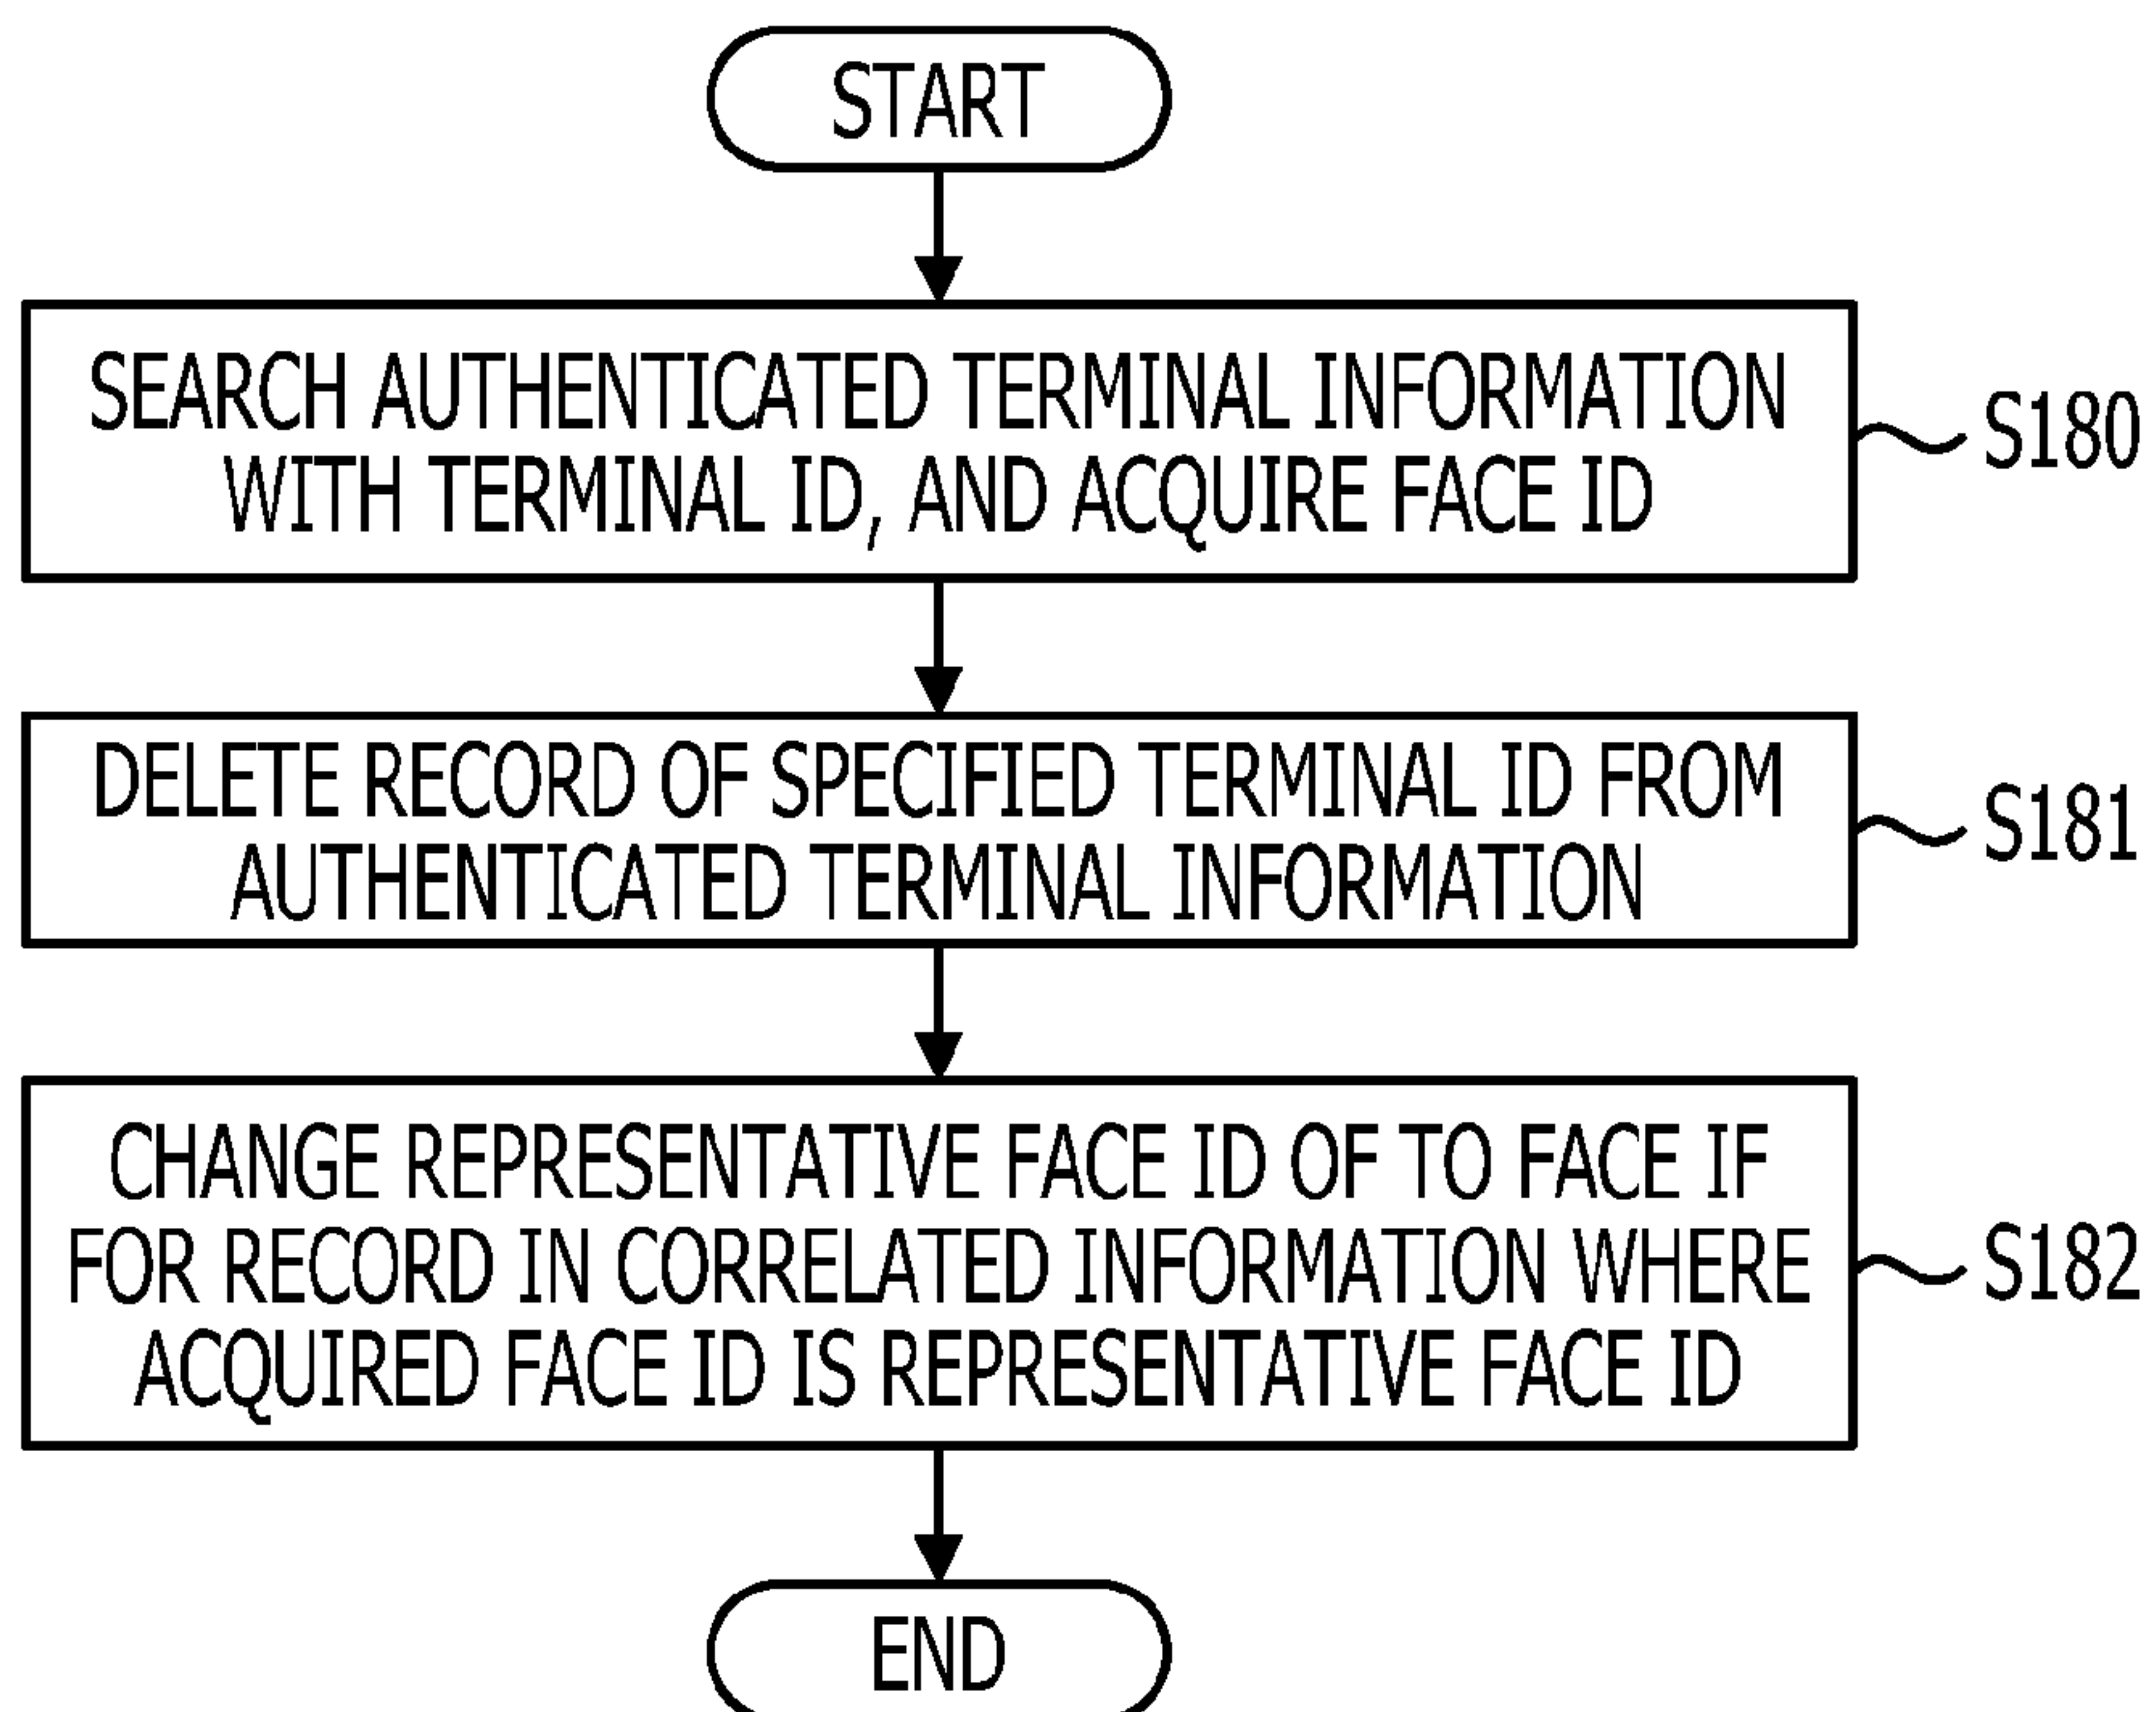 START
SEARCH AUTHENTICATED TERMINAL INFORMATION
WITH TERMINAL ID, AND ACQUIRE FACE ID
S180
DELETE RECORD OF SPECIFIED TERMINAL ID FROM
AUTHENTICATED TERMINAL INFORMATION
S181
CHANGE REPRESENTATIVE FACE ID OF TO FACE IF
FOR RECORD IN CORRELATED INFORMATION WHERE
ACQUIRED FACE ID IS REPRESENTATIVE FACE ID
S182
END